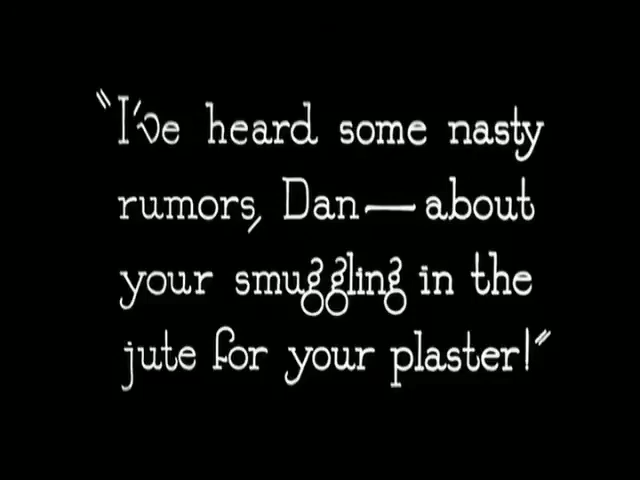 "I've heard some nasty
rumors, Dan — about
your smuggling in the
jute for your plaster!"